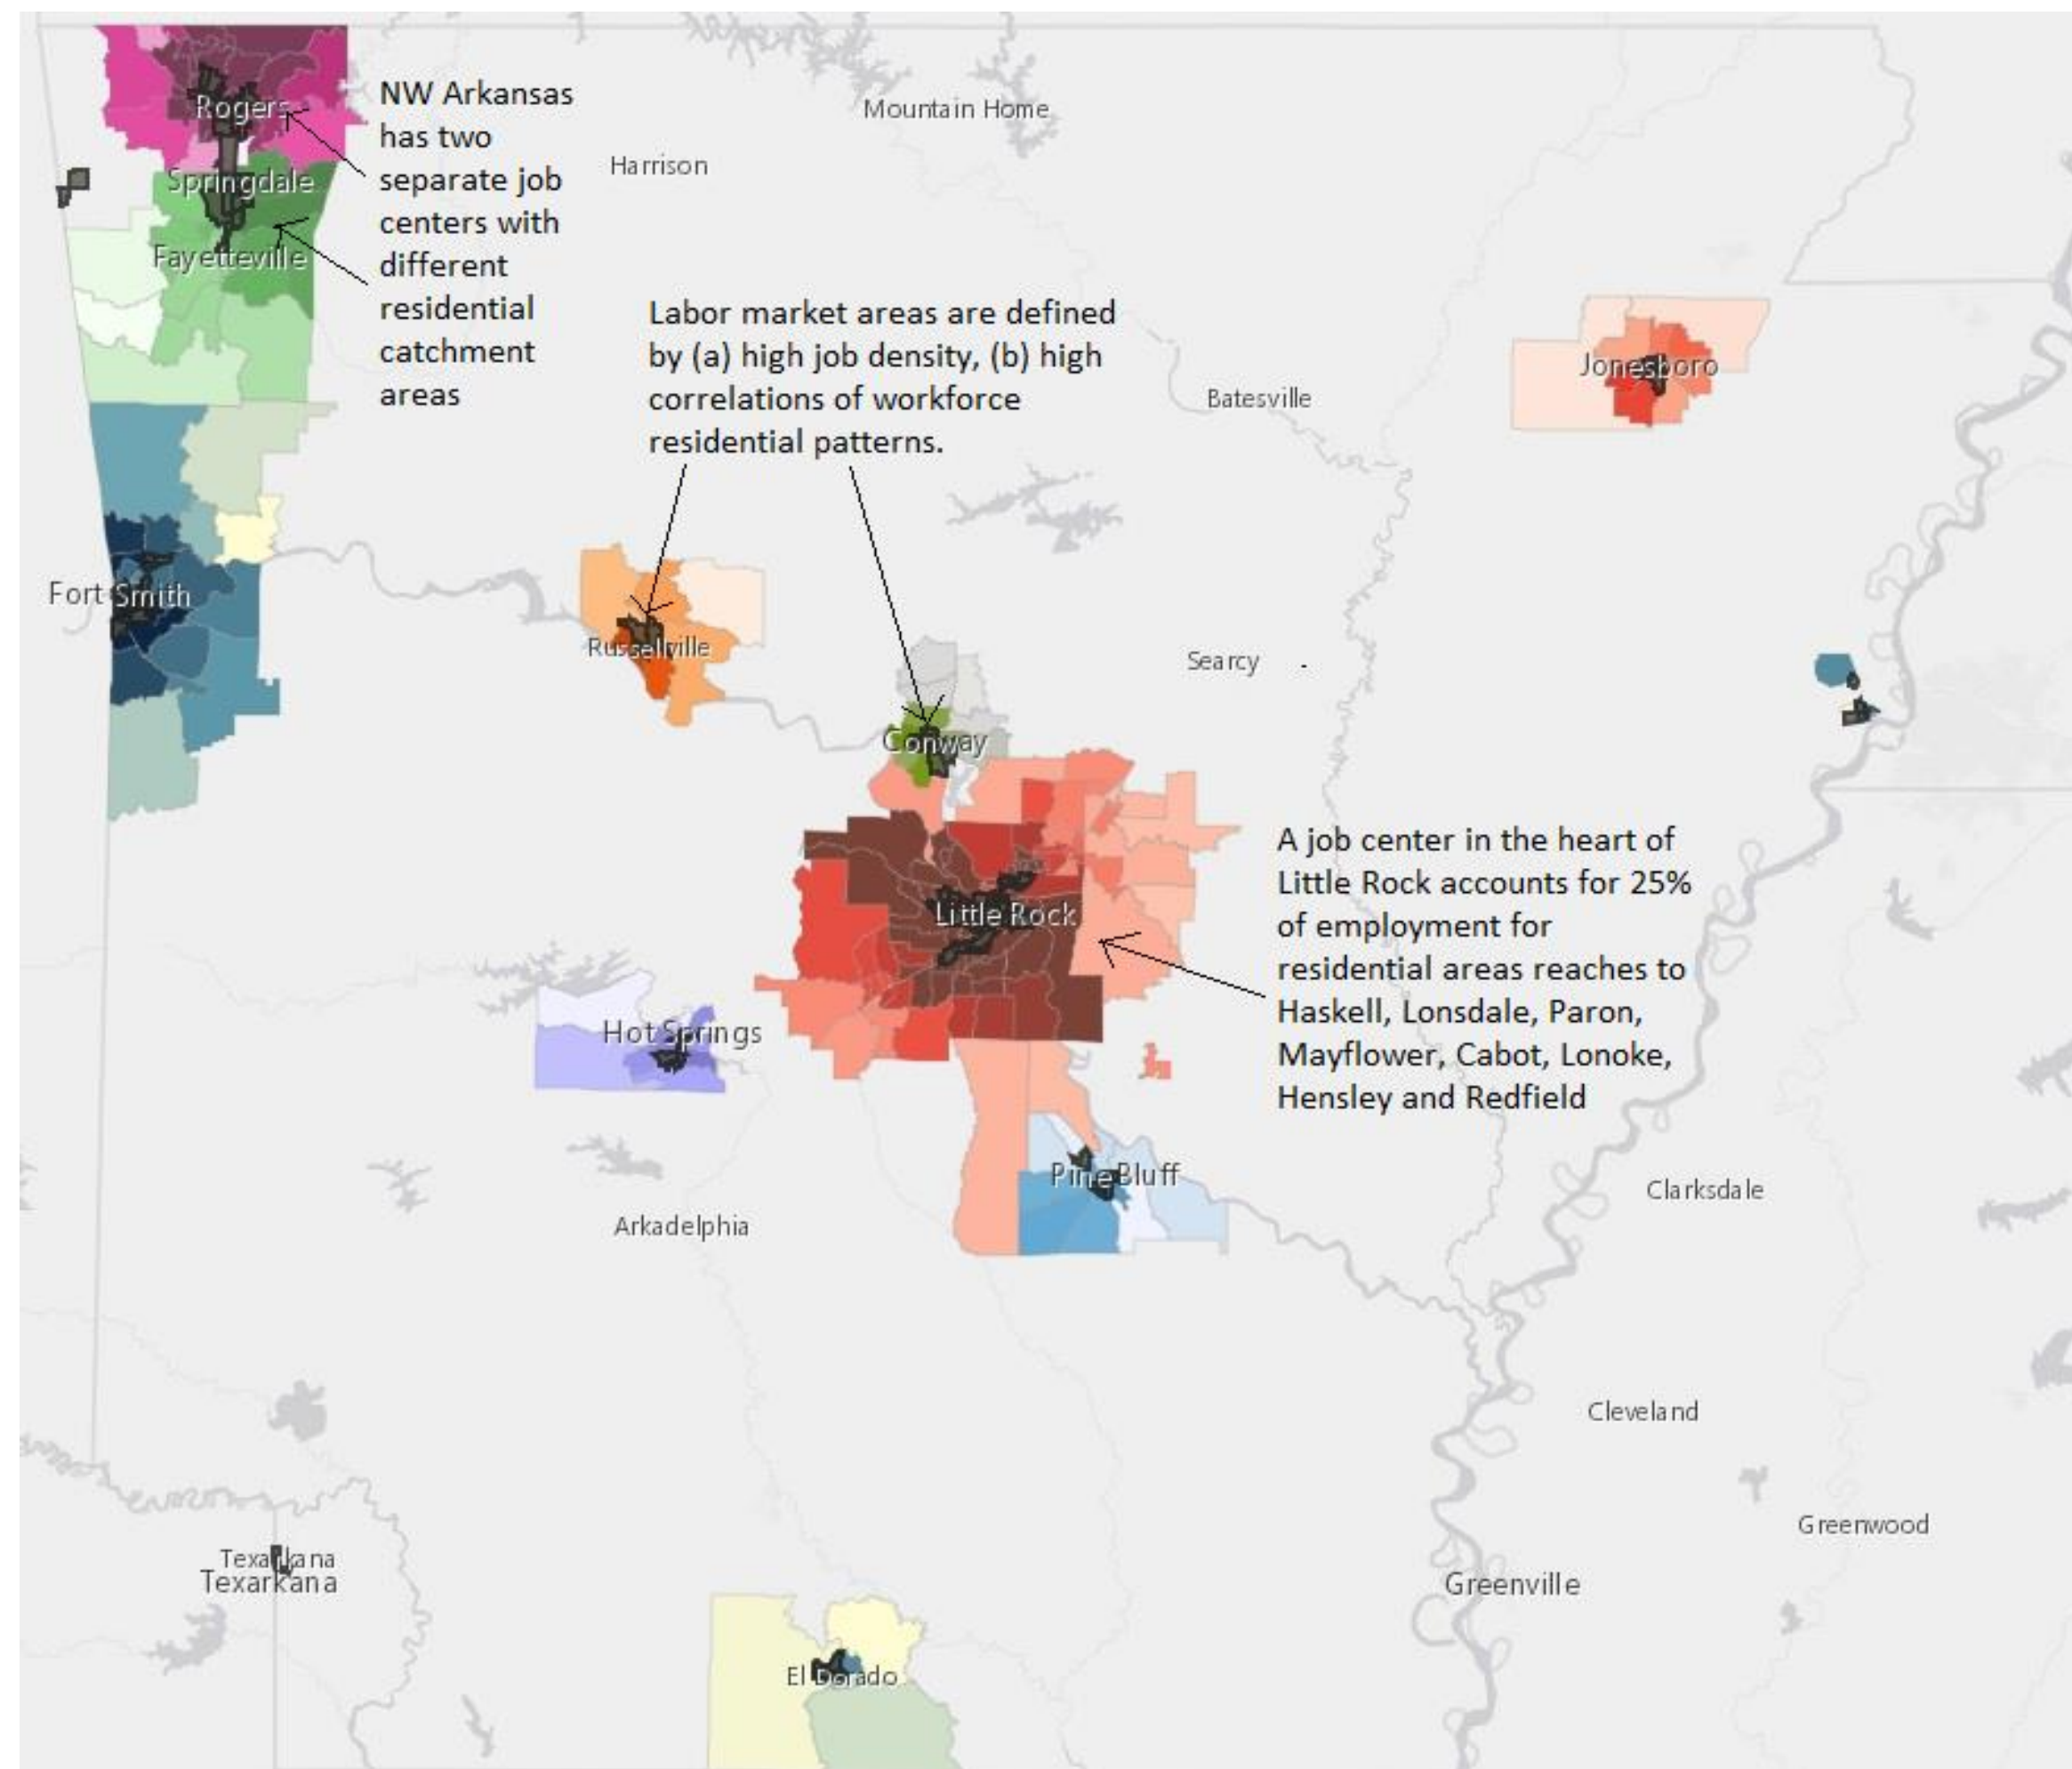 Rogers
NW Arkansas
has two
separate job
centers with
different
residential
catchment
areas
Mountain Home
Harrison
Springdale
Fayetteville
Labor market areas are defined
by (a) high job density, (b) high
correlations of workforce
residential patterns.
Jonesboro
Batesville
Fort Smith
Russellville
Searcy
Conway
Little Rock
A job center in the heart of
Little Rock accounts for 25%
of employment for
residential areas reaches to
Haskell, Lonsdale, Paron,
Mayflower, Cabot, Lonoke,
Hensley and Redfield
Hot Springs
Pine Bluff
Clarksdale
Arkadelphia
Cleveland
Greenwood
Texarkana
Texarkana
Greenville
El Dorado